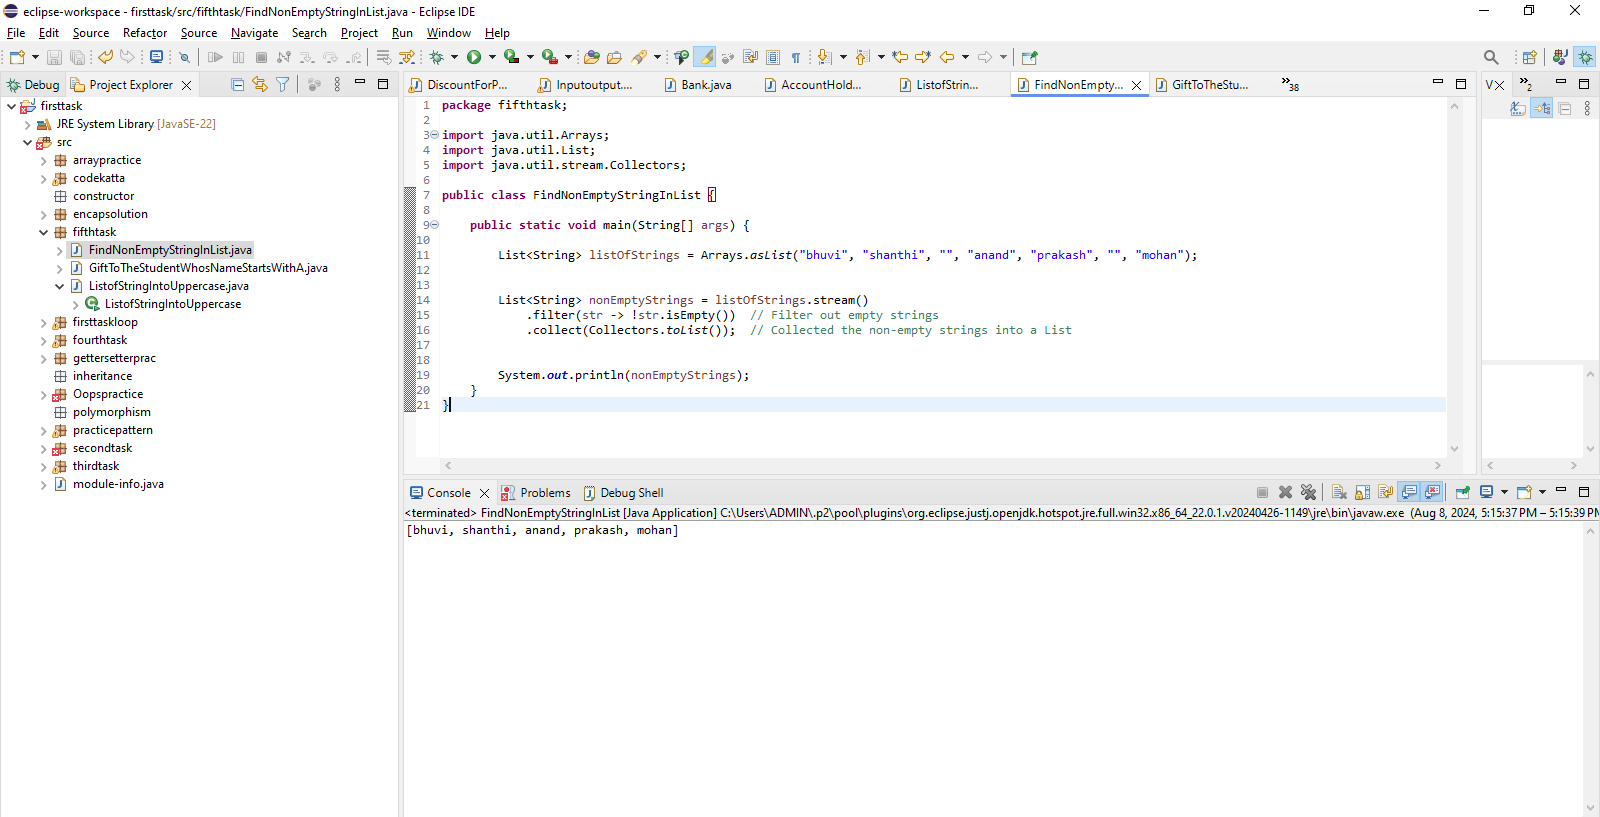 eclipse-workspace - firsttask/src/fifthtask/FindNonEmptyStringInList.java - Eclipse IDE
File Edit Source Refactor Source Navigate Search Project Run Window Help
Debug Project Explorer
firsttask
JRE System Library [JavaSE-22]
src
arraypractice
codekatta
constructor
encapsolution
fifthtask
FindNonEmptyStringInList.java
GiftToTheStudentWhosNameStartsWithA.java
ListofStringIntoUppercase.java
ListofStringIntoUppercase
firsttaskloop
fourthtask
gettersetterprac
inheritance
Oopspractice
polymorphism
practicepattern
secondtask
thirdtask
module-info.java
DiscountForP... Inputoutput.... Bank.java AccountHold... ListofStrin... FindNonEmpty... GiftToTheStu... »38
1 package fifthtask;
2
3 import java.util.Arrays;
4 import java.util.List;
5 import java.util.stream.Collectors;
6
7 public class FindNonEmptyStringInList {
8
9 public static void main(String[] args) {
10
11 List<String> listOfStrings = Arrays.asList("bhuvi", "shanthi", "", "anand", "prakash", "", "mohan");
12
13
14 List<String> nonEmptyStrings = listOfStrings.stream()
15 .filter(str -> !str.isEmpty()) // Filter out empty strings
16 .collect(Collectors.toList()); // Collected the non-empty strings into a List
17
18
19 System.out.println(nonEmptyStrings);
20 }
21 }
V »2
Console Problems Debug Shell
<terminated> FindNonEmptyStringInList [Java Application] C:\Users\ADMIN\.p2\pool\plugins\org.eclipse.justj.openjdk.hotspot.jre.full.win32.x86_64_22.0.1.v20240426-1149\jre\bin\javaw.exe (Aug 8, 2024, 5:15:37 PM – 5:15:39 PM
[bhuvi, shanthi, anand, prakash, mohan]